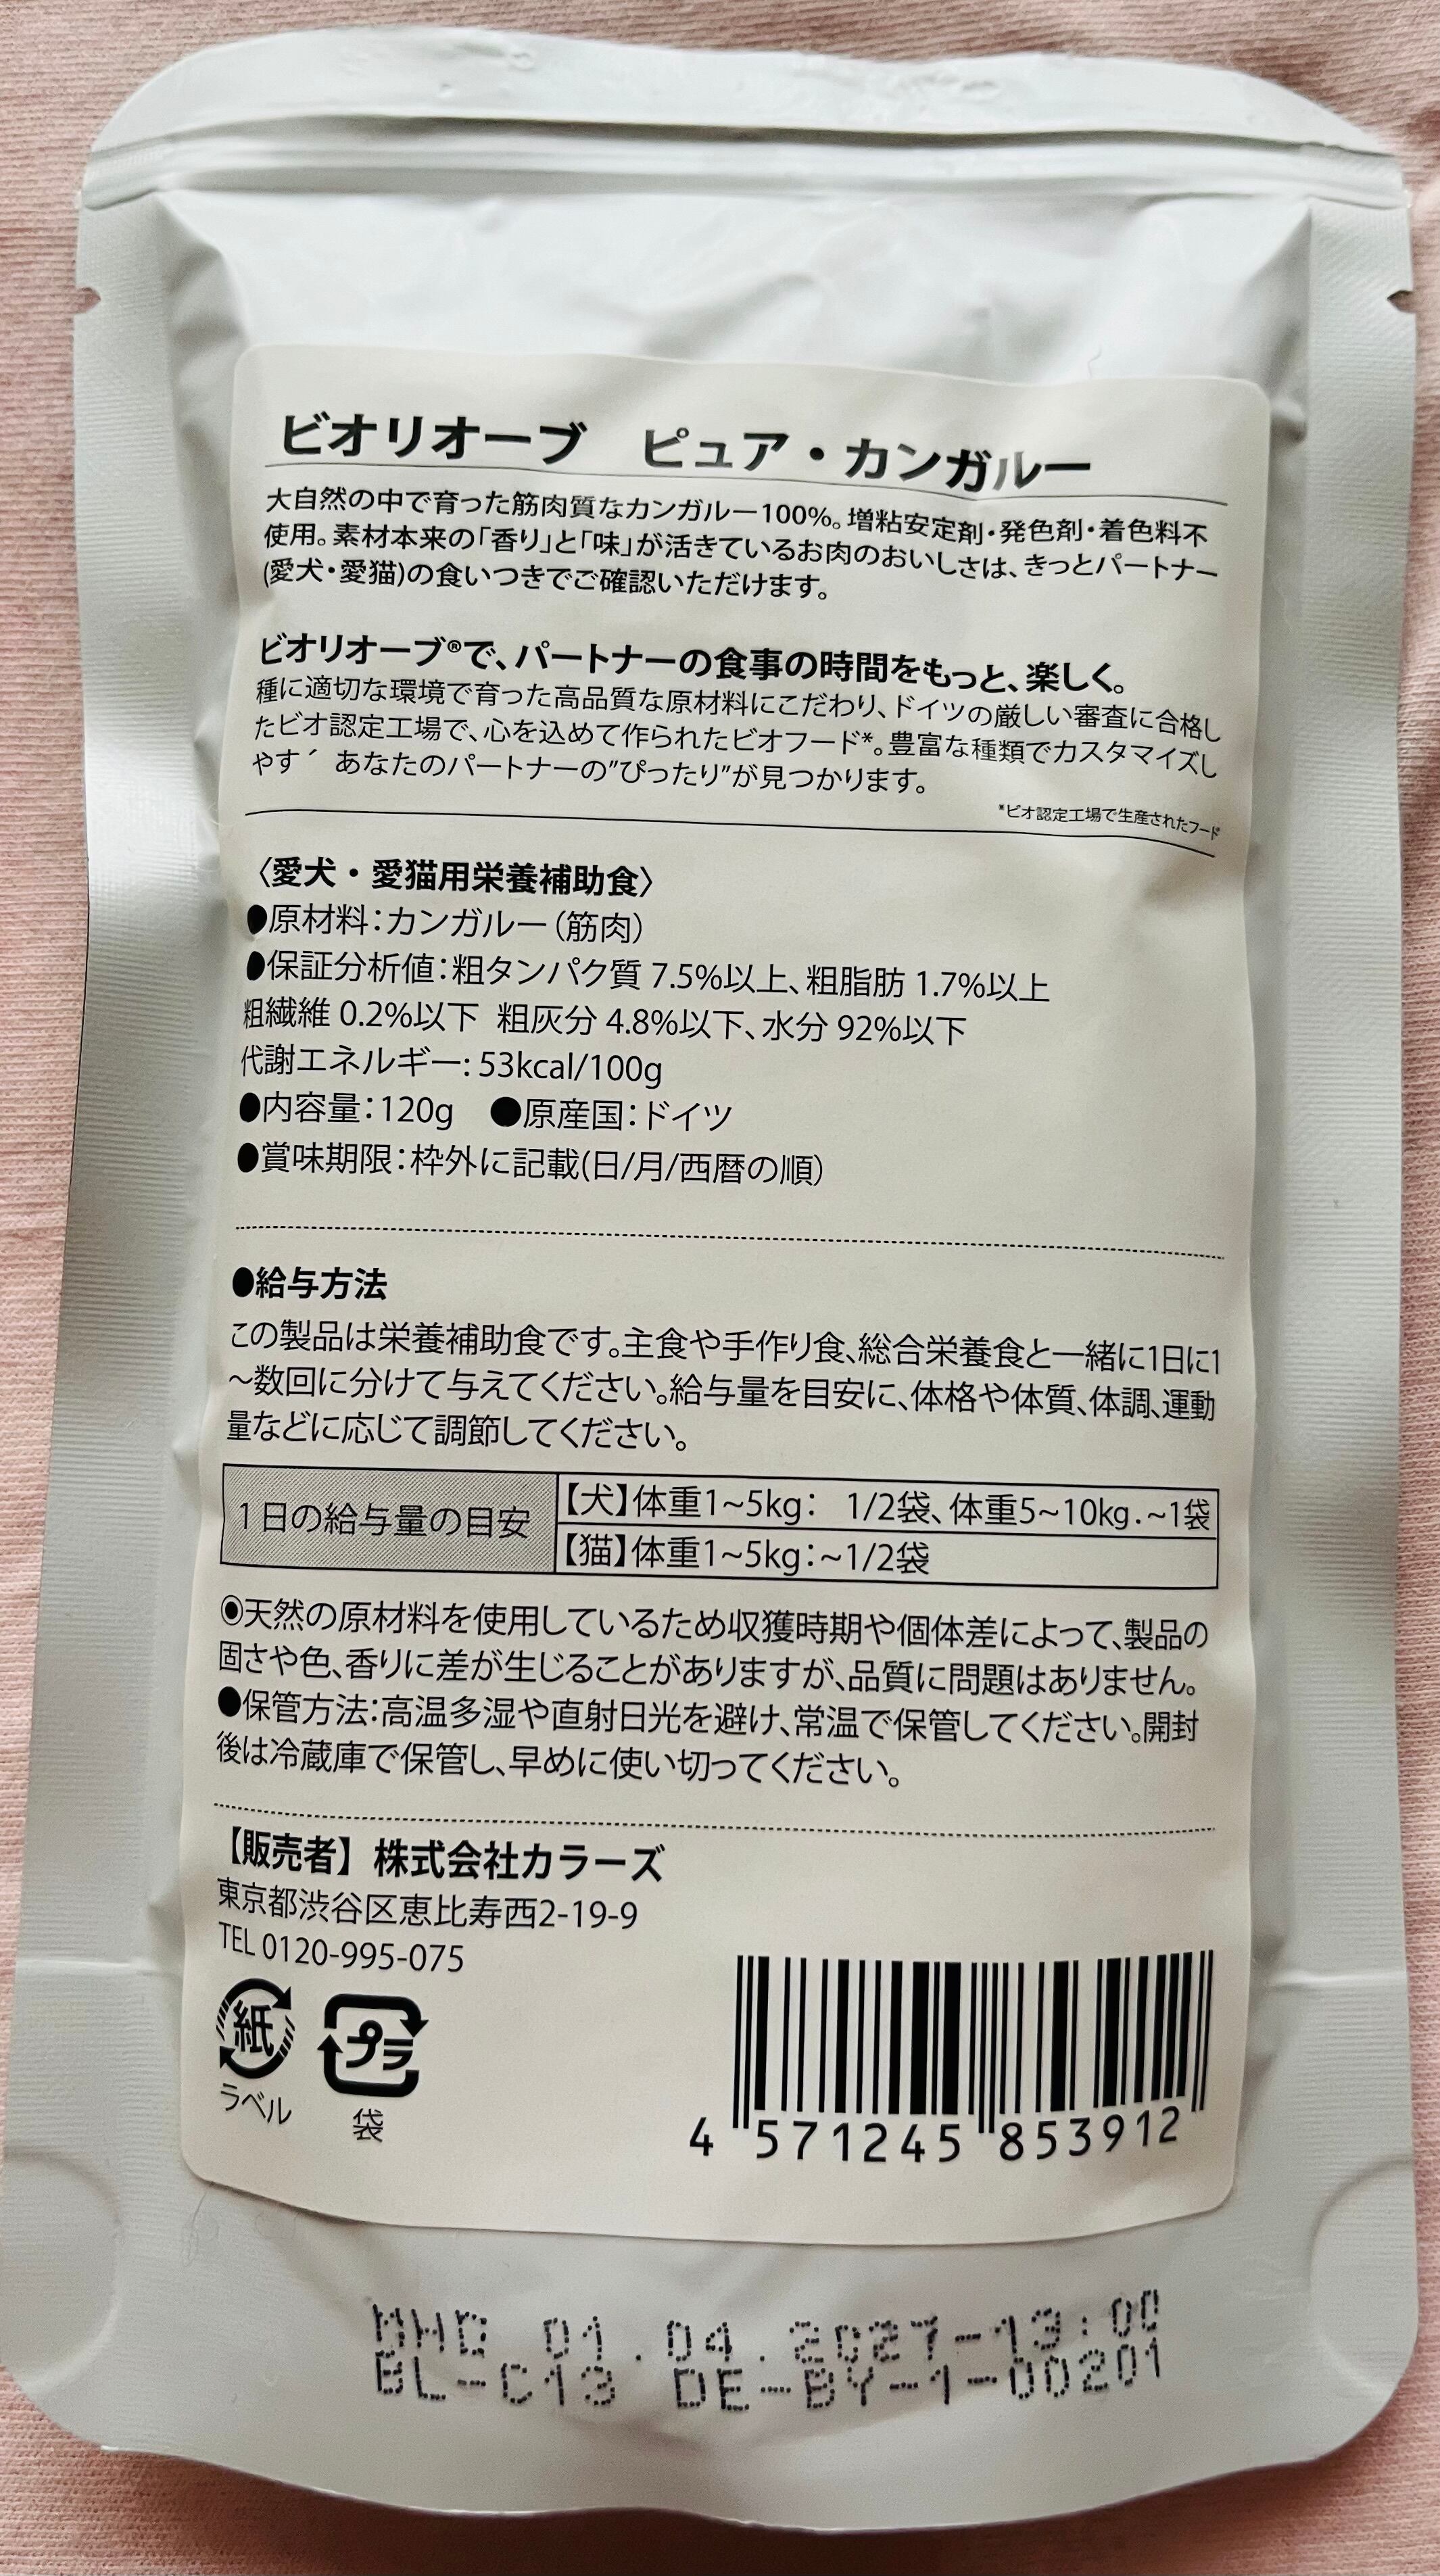 ビオリオーブ　ピュア・カンガルー
大自然の中で育った筋肉質なカンガルー100%。増粘安定剤・発色剤・着色料不
使用。素材本来の「香り」と「味」が活きているお肉のおいしさは、きっとパートナー
(愛犬・愛猫)の食いつきでご確認いただけます。
ビオリオーブ®で、パートナーの食事の時間をもっと、楽しく。
種に適切な環境で育った高品質な原材料にこだわり、ドイツの厳しい審査に合格し
たビオ認定工場で、心を込めて作られたビオフード*。豊富な種類でカスタマイズし
やす あなたのパートナーの"ぴったり"が見つかります。
*ビオ認定工場で生産されたフード
〈愛犬・愛猫用栄養補助食〉
●原材料：カンガルー（筋肉）
●保証分析値：粗タンパク質 7.5%以上、粗脂肪 1.7%以上
粗繊維 0.2%以下 粗灰分 4.8%以下、水分 92%以下
代謝エネルギー：53kcal/100g
●内容量：120g ●原産国：ドイツ
●賞味期限：枠外に記載(日/月/西暦の順)
●給与方法
この製品は栄養補助食です。主食や手作り食、総合栄養食と一緒に1日に1
～数回に分けて与えてください。給与量を目安に、体格や体質、体調、運動
量などに応じて調節してください。
1日の給与量の目安
【犬】体重1~5kg： 1/2袋、体重5~10kg.~1袋
【猫】体重1~5kg：~1/2袋
◉天然の原材料を使用しているため収獲時期や個体差によって、製品の
固さや色、香りに差が生じることがありますが、品質に問題はありません。
●保管方法：高温多湿や直射日光を避け、常温で保管してください。開封
後は冷蔵庫で保管し、早めに使い切ってください。
【販売者】株式会社カラーズ
東京都渋谷区恵比寿西2-19-9
TEL 0120-995-075
紙
ラベル
プラ
袋
4 571245 853912
MHD 01.04.2027-13:00
BL-C13 DE-BY-1-00201